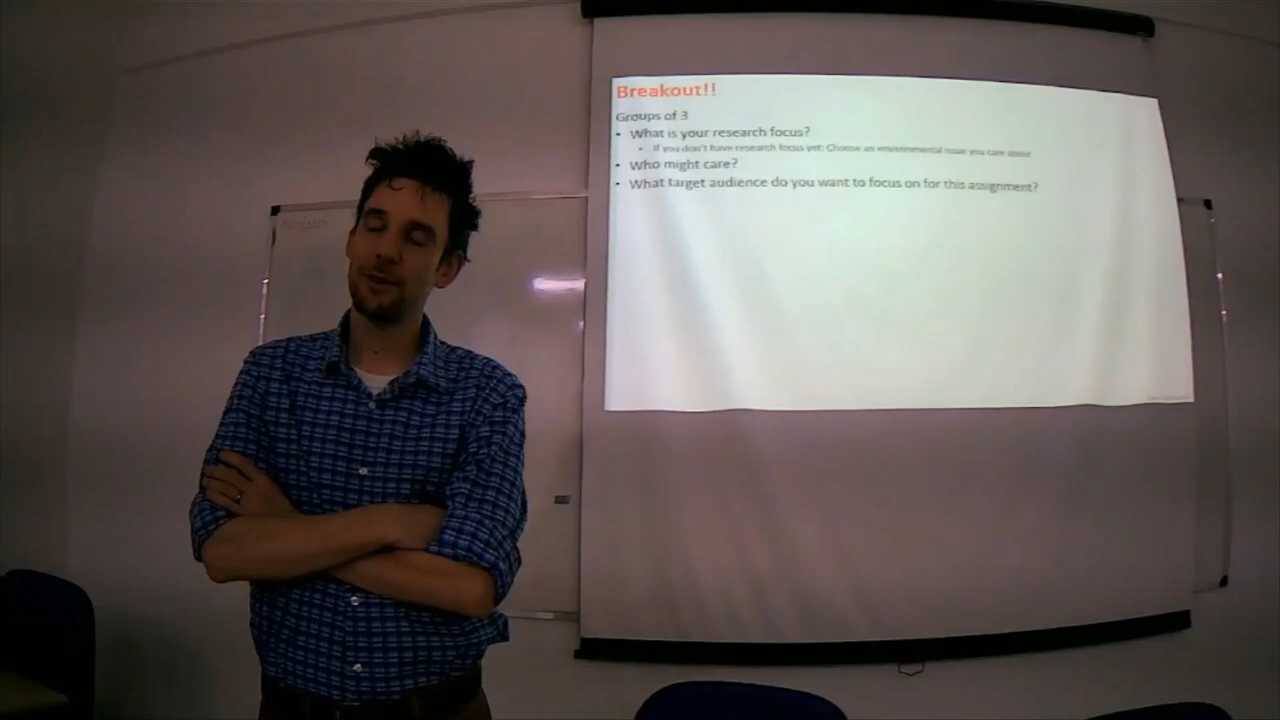 Breakout!!
Groups of 3
• What is your research focus?
• If you don't have research focus yet: Choose an environmental issue you care about
• Who might care?
• What target audience do you want to focus on for this assignment?